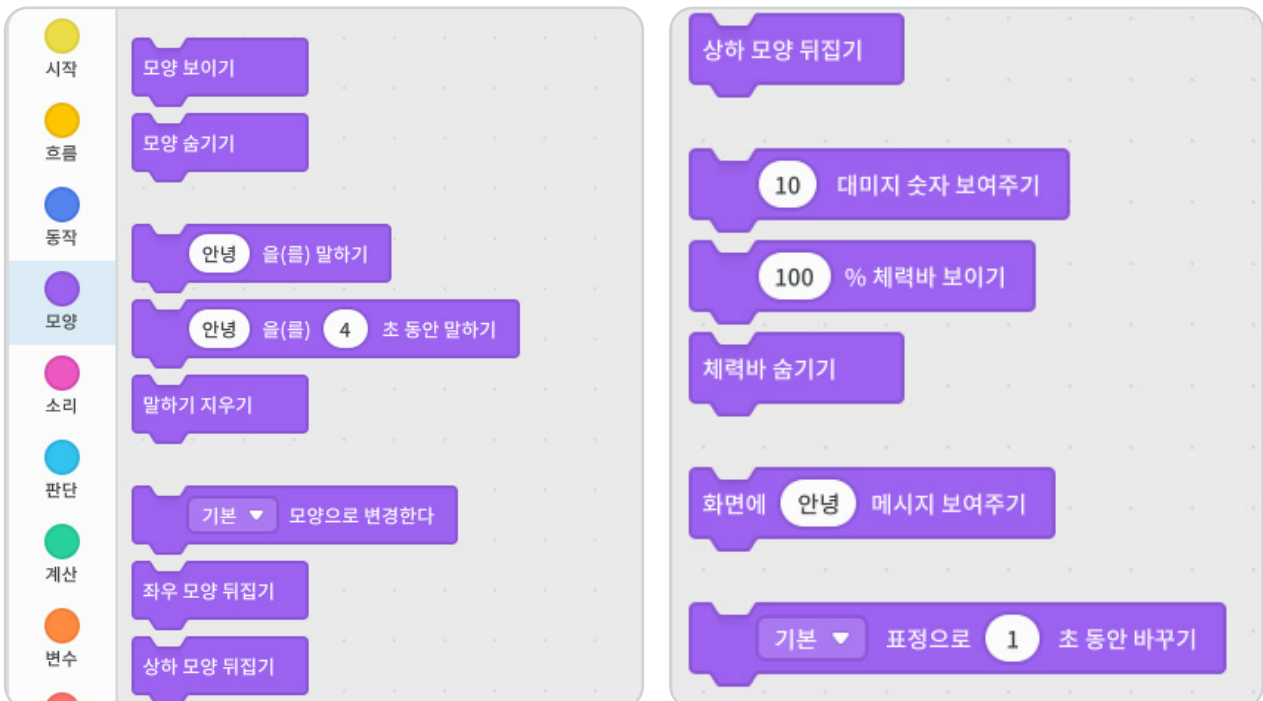 시작
흐름
동작
모양
소리
판단
계산
변수
모양 보이기
모양 숨기기
안녕 을(를) 말하기
안녕 을(를) 4 초 동안 말하기
말하기 지우기
기본 모양으로 변경한다
좌우 모양 뒤집기
상하 모양 뒤집기
상하 모양 뒤집기
10 대미지 숫자 보여주기
100 % 체력바 보이기
체력바 숨기기
화면에 안녕 메시지 보여주기
기본 표정으로 1 초 동안 바꾸기